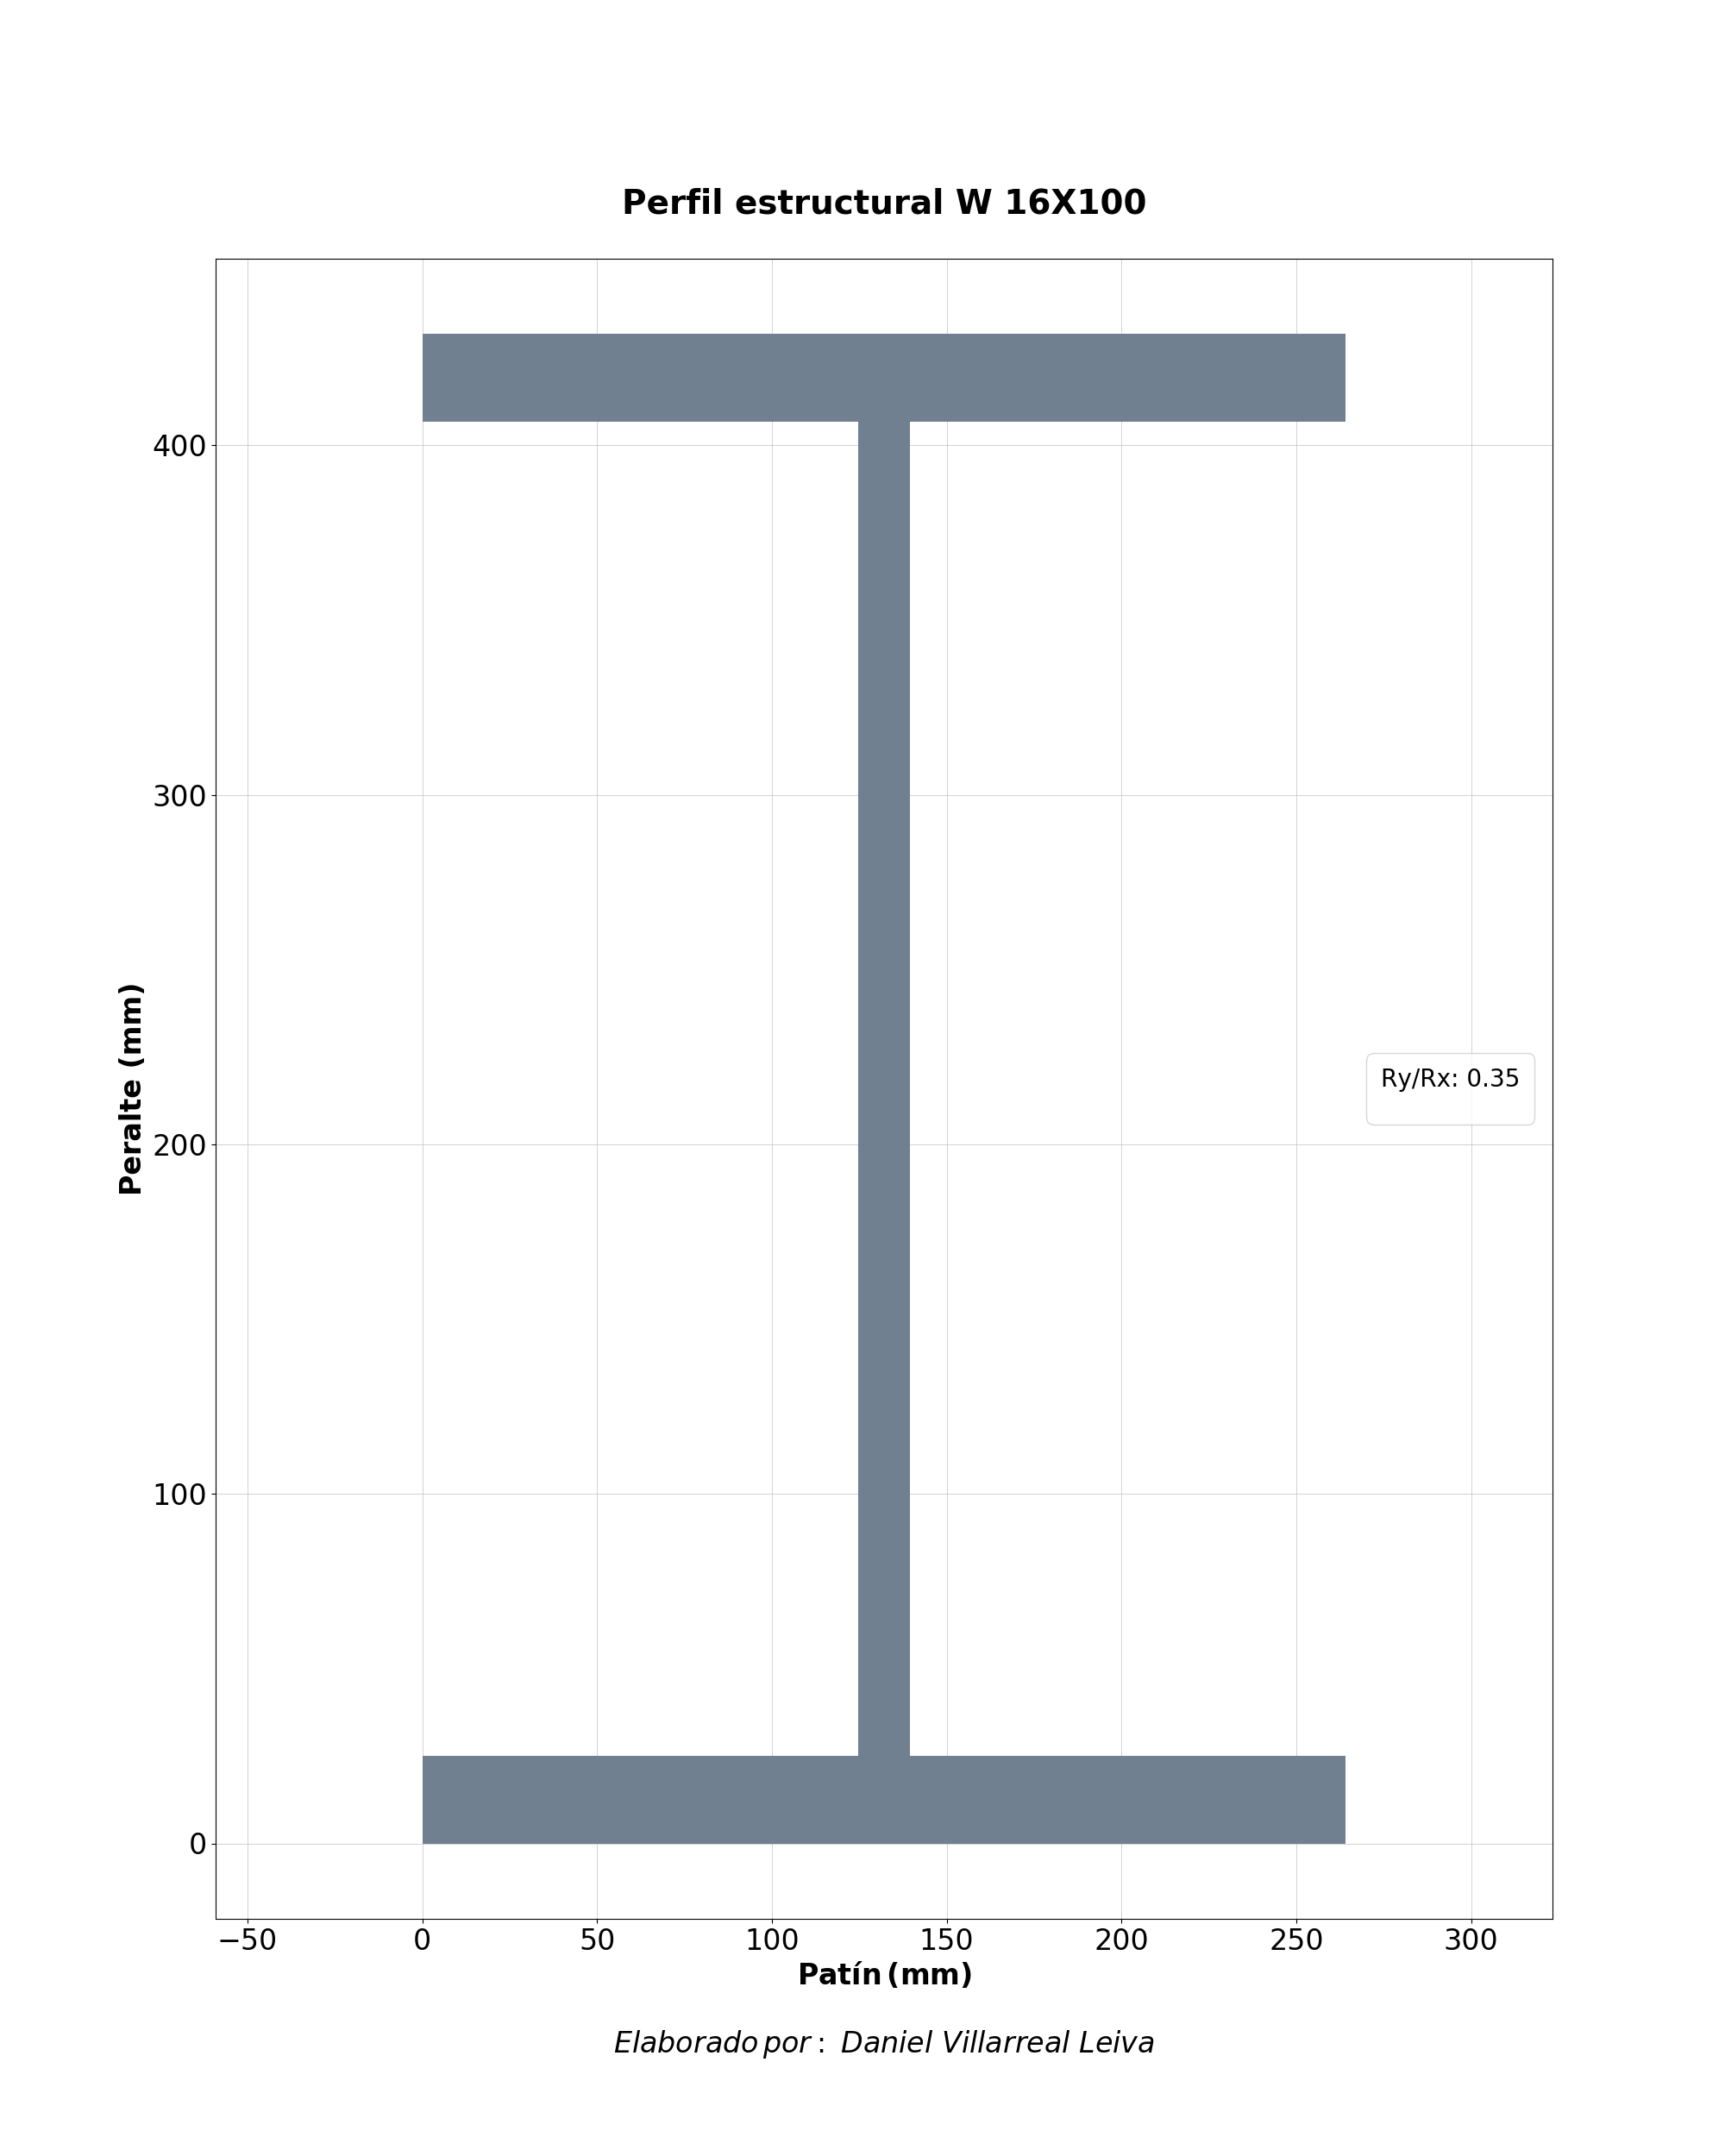 Perfil estructural W 16X100
Peralte (mm)
400
300
200
100
0
Ry/Rx: 0.35
−50 0 50 100 150 200 250 300
Patín (mm)
Elaborado por: Daniel Villarreal Leiva